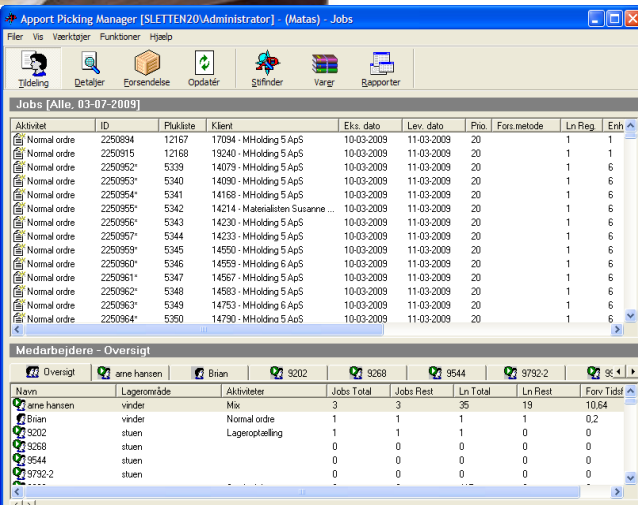 Apport Picking Manager [SLETTEN20\Administrator] - (Matas) - Jobs
Filer Vis Værktøjer Funktioner Hjælp
Tildeling Detaljer Forsendelse Opdatér Stifinder Varer Rapporter
Jobs [Alle, 03-07-2009]
Aktivitet ID Plukliste Klient Eks. dato Lev. dato Prio. Fors.metode Ln Reg. Enh
Normal ordre 2250894 12167 17094 - MHolding 5 ApS 10-03-2009 11-03-2009 20 1 1
Normal ordre 2250915 12168 19240 - MHolding 5 ApS 10-03-2009 11-03-2009 20 1 1
Normal ordre 2250952* 5339 14079 - MHolding 5 ApS 10-03-2009 11-03-2009 20 1 6
Normal ordre 2250953* 5340 14090 - MHolding 5 ApS 10-03-2009 11-03-2009 20 1 6
Normal ordre 2250954* 5341 14168 - MHolding 5 ApS 10-03-2009 11-03-2009 20 1 6
Normal ordre 2250955* 5342 14214 - Materialisten Susanne ... 10-03-2009 11-03-2009 20 1 6
Normal ordre 2250956* 5343 14230 - MHolding 5 ApS 10-03-2009 11-03-2009 20 1 6
Normal ordre 2250957* 5344 14233 - MHolding 5 ApS 10-03-2009 11-03-2009 20 1 6
Normal ordre 2250959* 5345 14550 - MHolding 5 ApS 10-03-2009 11-03-2009 20 1 6
Normal ordre 2250960* 5346 14559 - MHolding 6 ApS 10-03-2009 11-03-2009 20 1 6
Normal ordre 2250961* 5347 14567 - MHolding 5 ApS 10-03-2009 11-03-2009 20 1 6
Normal ordre 2250962* 5348 14583 - MHolding 5 ApS 10-03-2009 11-03-2009 20 1 6
Normal ordre 2250963* 5349 14753 - MHolding 6 ApS 10-03-2009 11-03-2009 20 1 6
Normal ordre 2250964* 5350 14790 - MHolding 5 ApS 10-03-2009 11-03-2009 20 1 6
Medarbejdere - Oversigt
Oversigt arne hansen Brian 9202 9268 9544 9792-2
Navn Lagerområde Aktiviteter Jobs Total Jobs Rest Ln Total Ln Rest Forv Tidsf
arne hansen vinder Mix 3 3 35 19 10,64
Brian vinder Normal ordre 1 1 1 1 0,2
9202 stuen Lageroptælling 1 1 1 0 0
9268 stuen 0 0 0 0 0
9544 stuen 0 0 0 0 0
9792-2 stuen 0 0 0 0 0